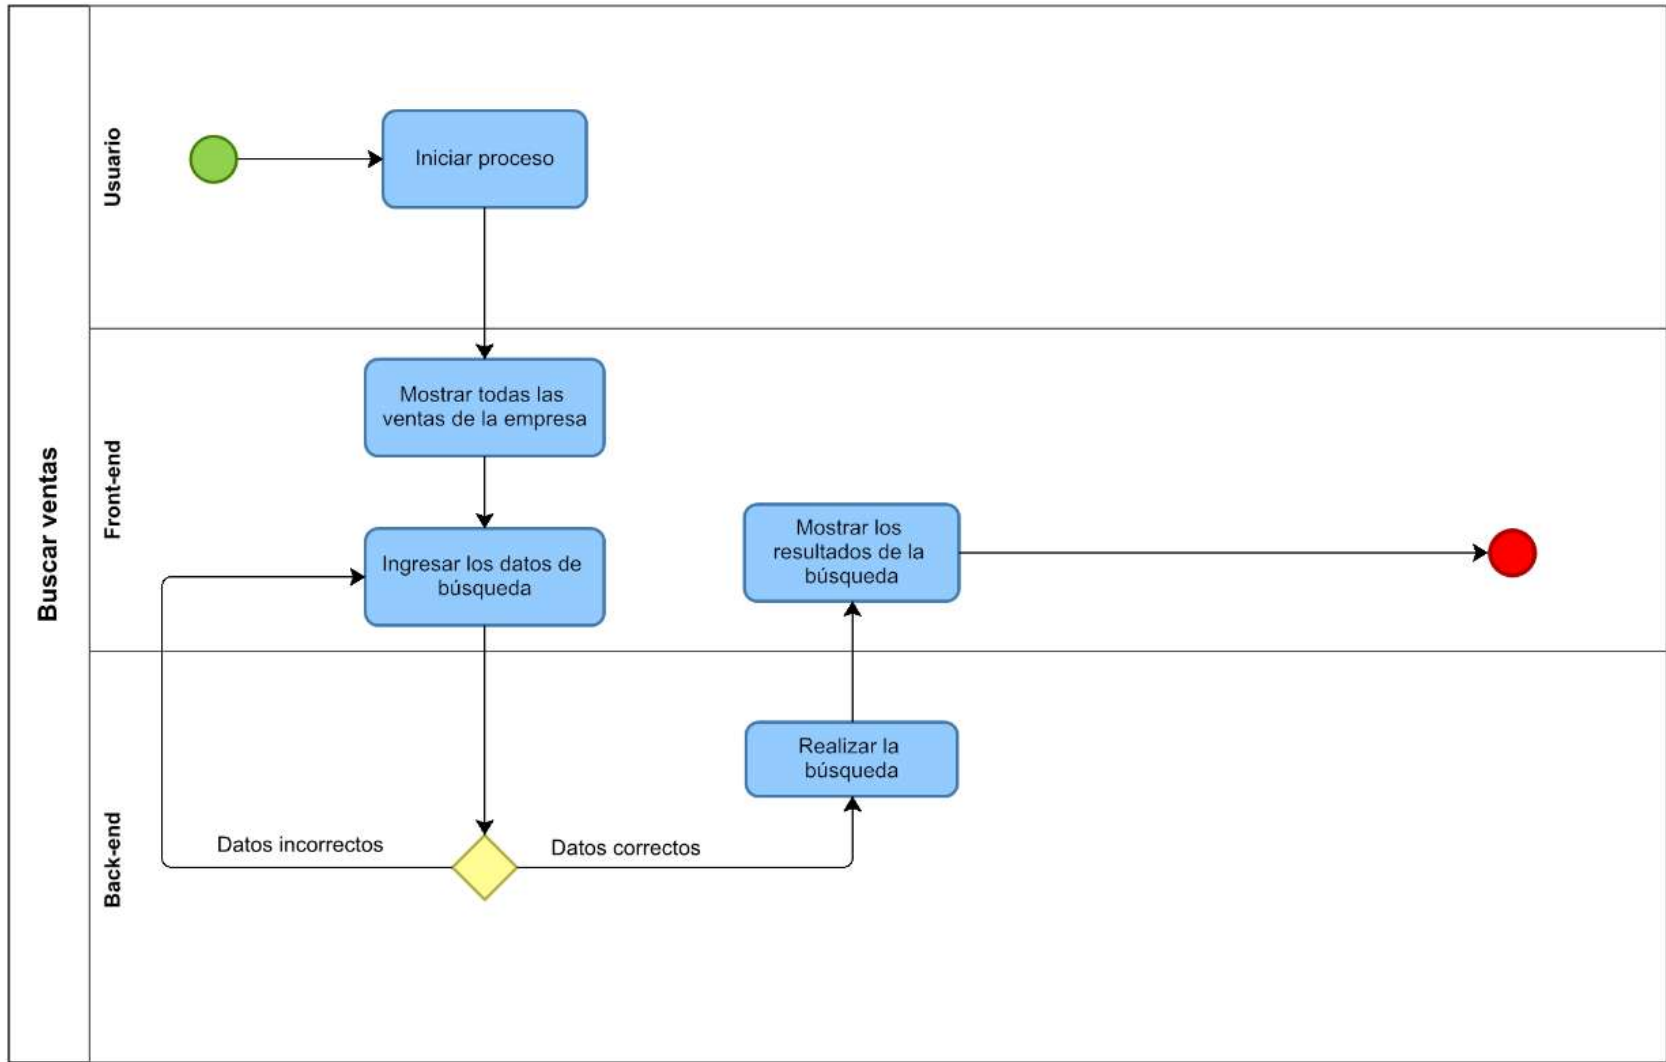 Buscar ventas
Usuario
Iniciar proceso
Front-end
Mostrar todas las
ventas de la empresa
Ingresar los datos de
búsqueda
Mostrar los
resultados de la
búsqueda
Back-end
Realizar la
búsqueda
Datos incorrectos
Datos correctos